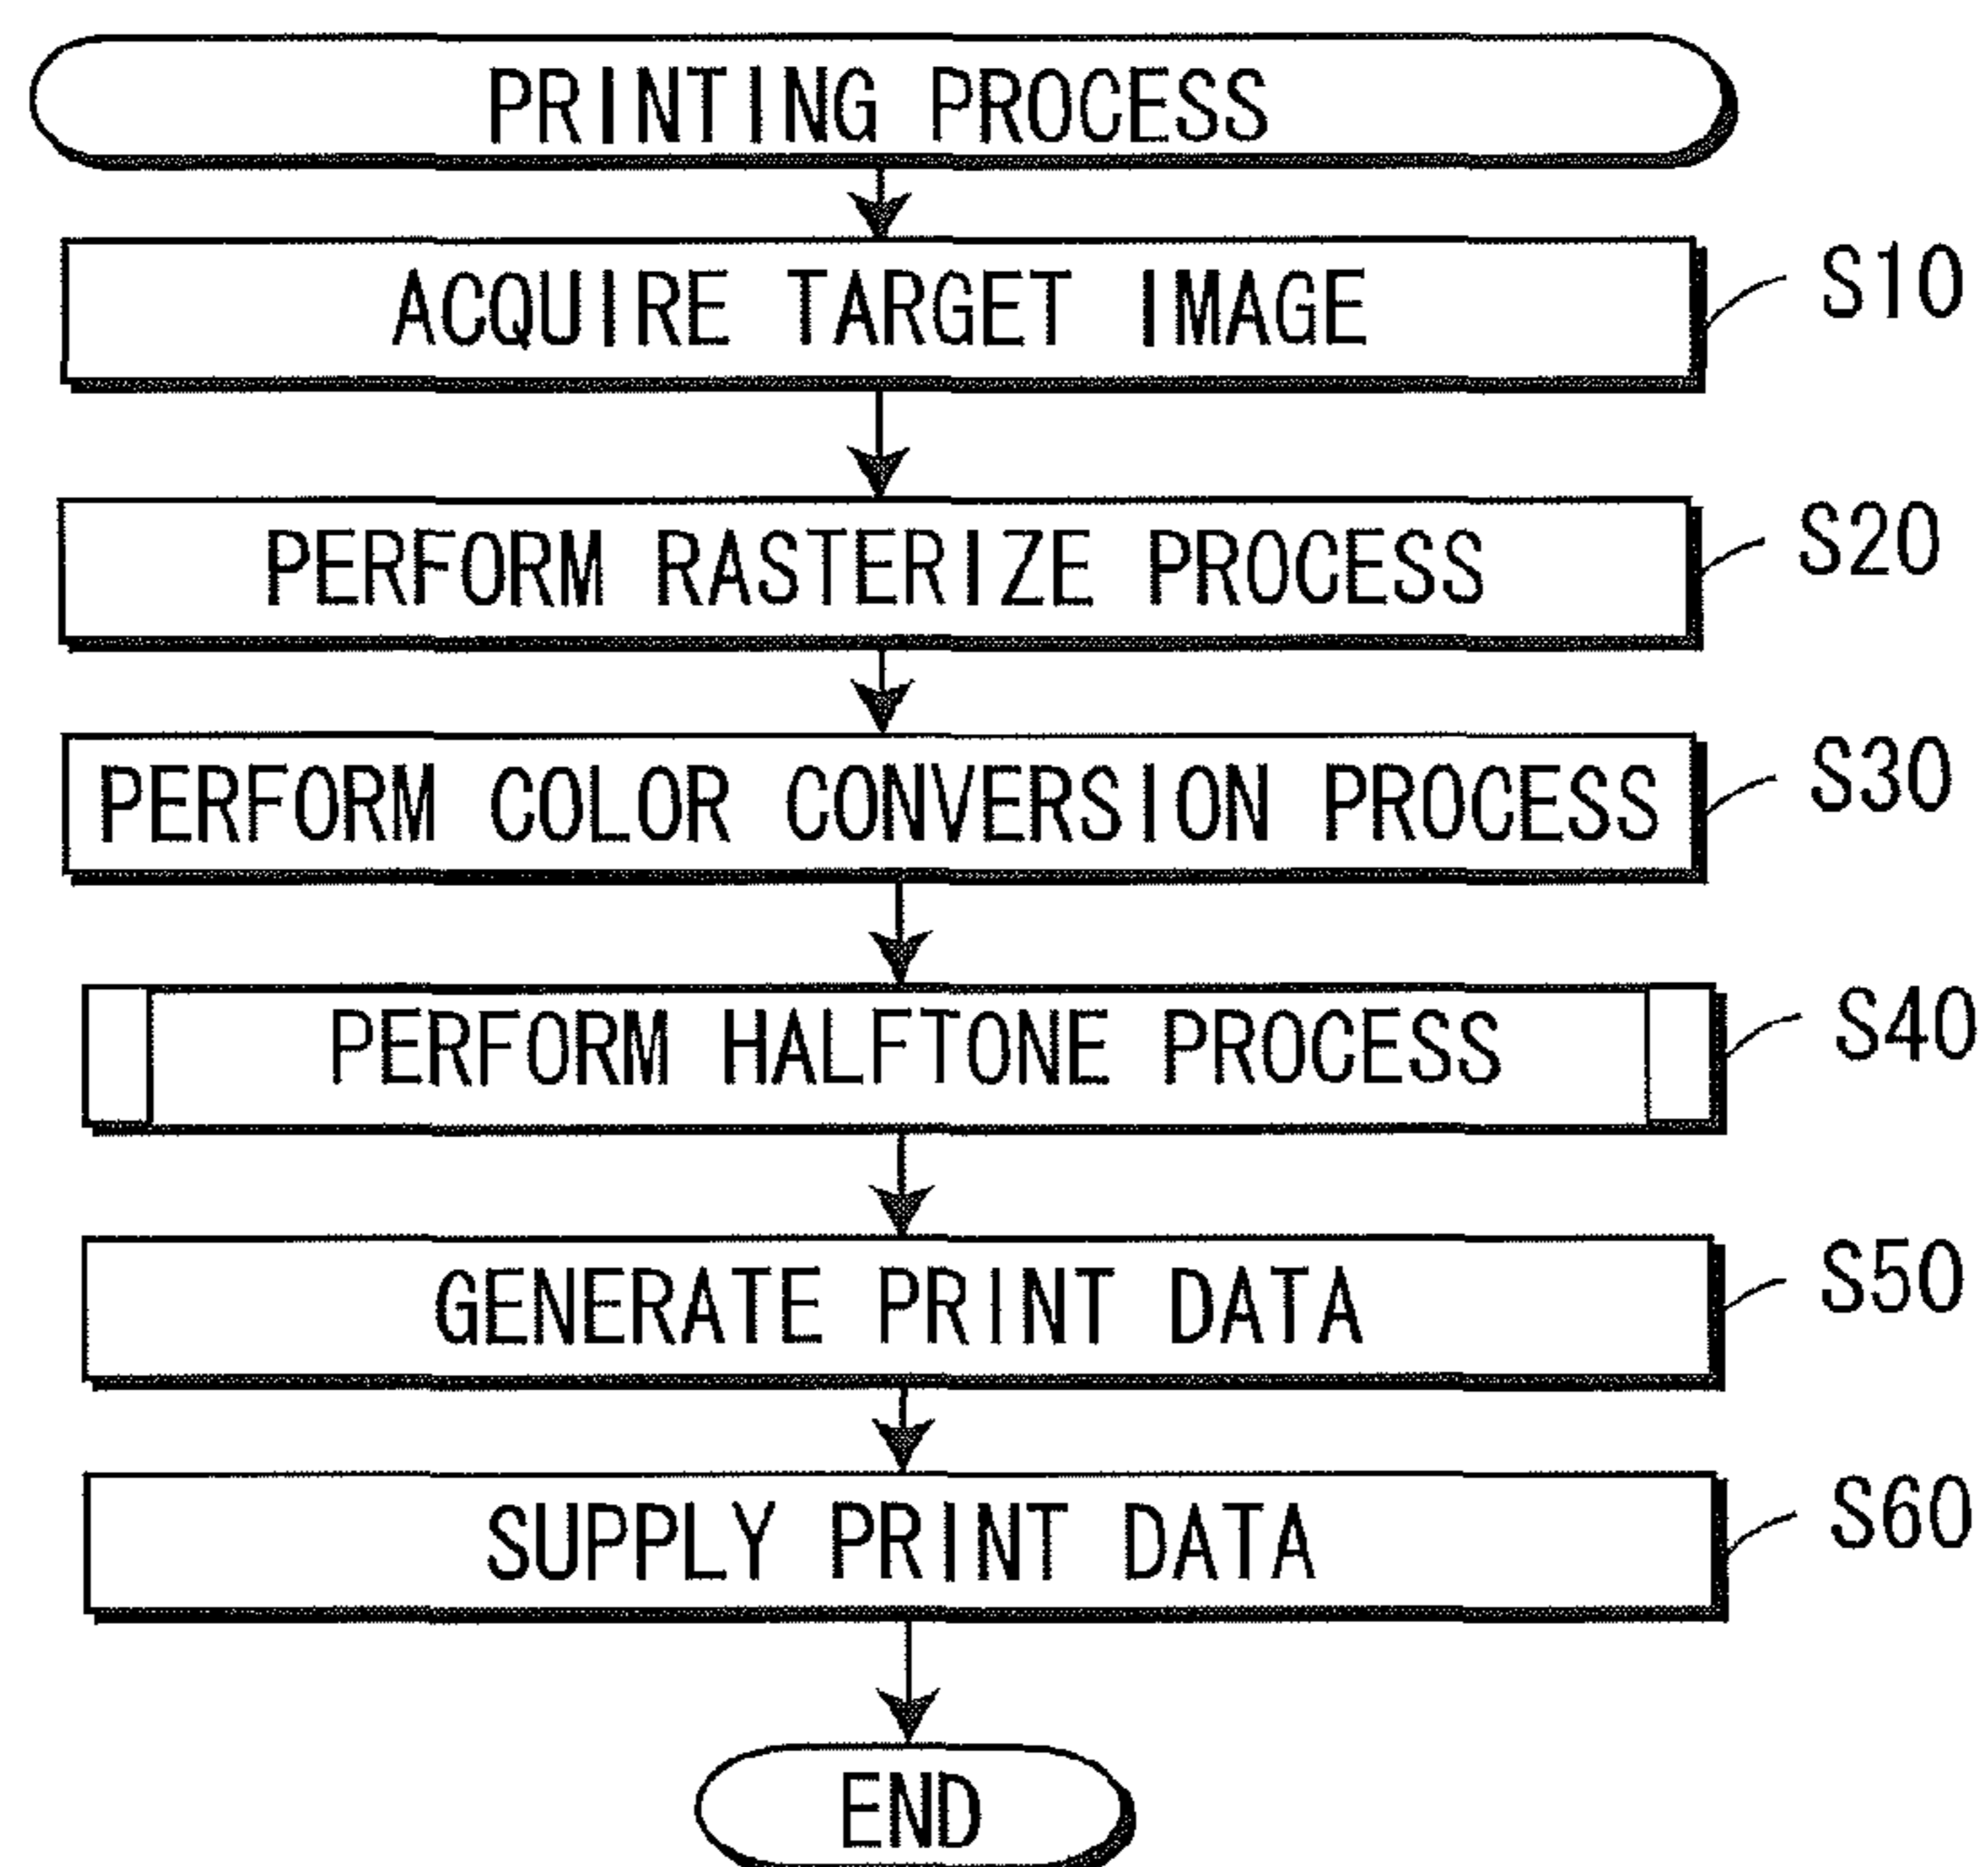 PRINTING PROCESS
ACQUIRE TARGET IMAGE S10
PERFORM RASTERIZE PROCESS S20
PERFORM COLOR CONVERSION PROCESS S30
PERFORM HALFTONE PROCESS S40
GENERATE PRINT DATA S50
SUPPLY PRINT DATA S60
END